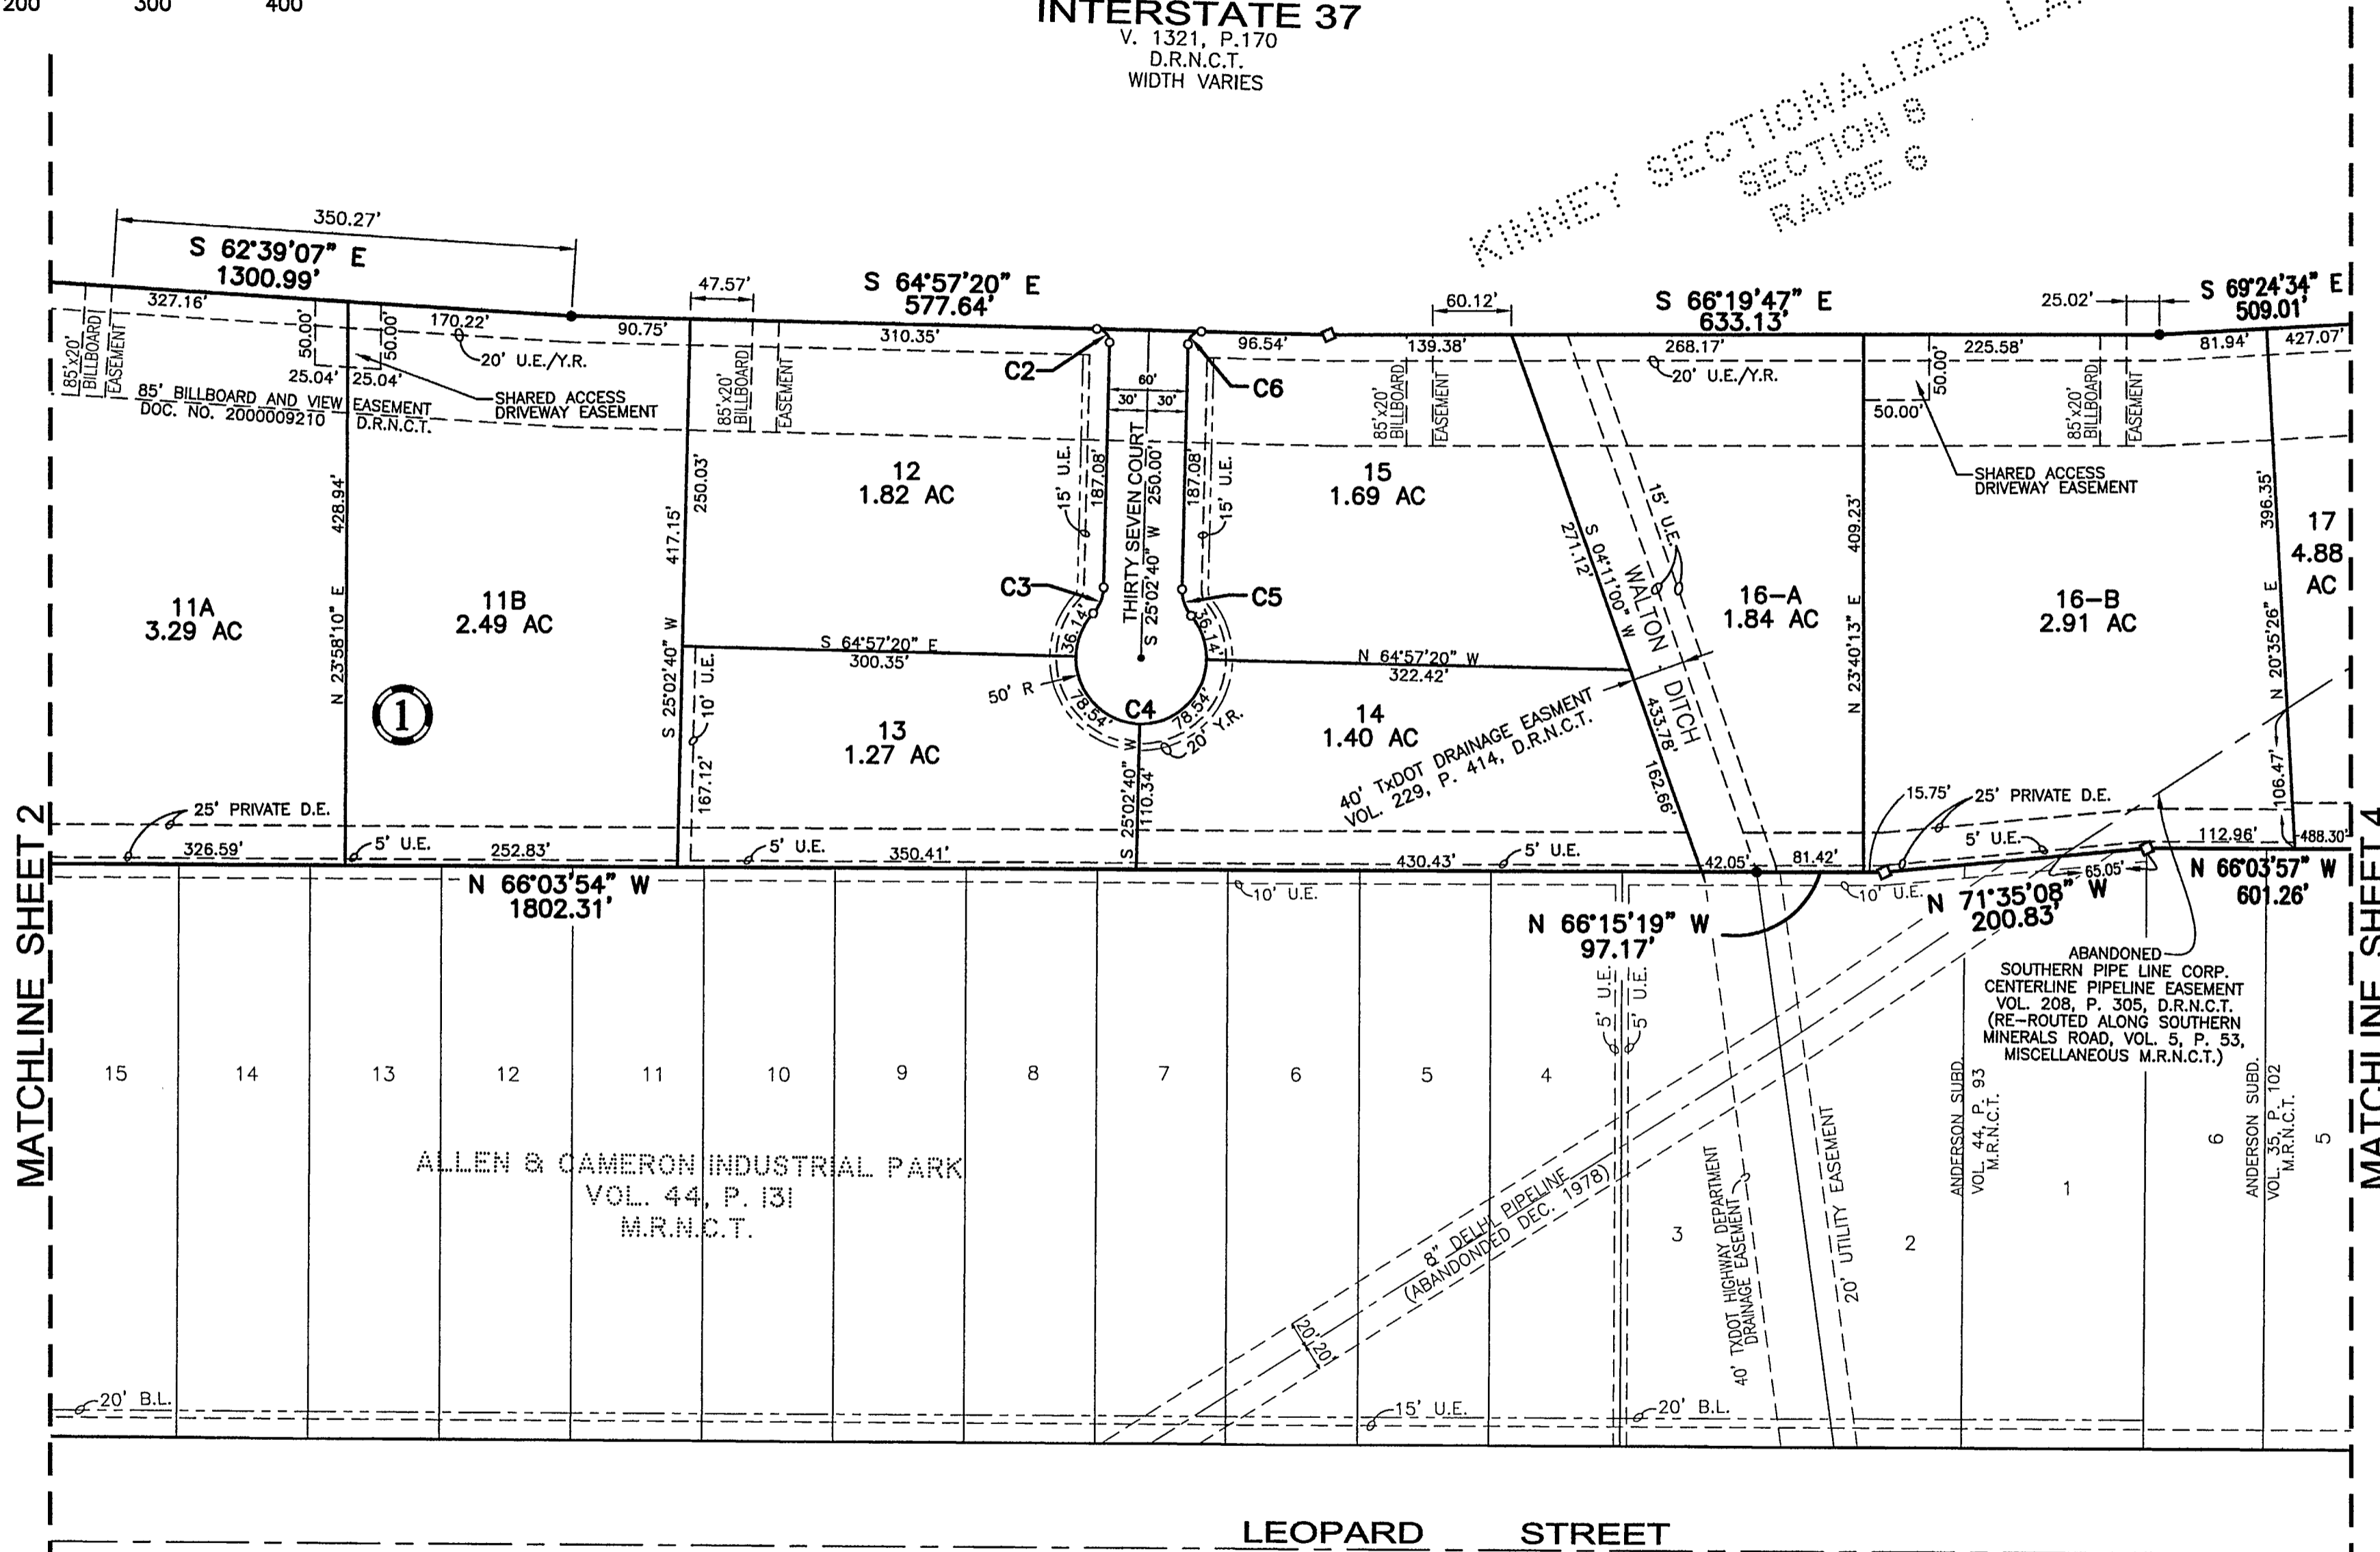 200 300 400
INTERSTATE 37
V. 1321, P.170
D.R.N.C.T.
WIDTH VARIES
KINNEY SECTIONALIZED
SECTION 8
RANGE 6
350.27'
S 62°39'07" E
1300.99'
47.57'
S 64°57'20" E
577.64'
60.12'
S 66°19'47" E
633.13'
25.02'
S 69°24'34" E
509.01'
327.16'
170.22'
90.75'
310.35'
96.54'
139.38'
268.17'
225.58'
81.94'
427.07'
85'x20'
BILLBOARD
EASEMENT
50.00'
50.00'
25.04'
25.04'
20' U.E./Y.R.
SHARED ACCESS
DRIVEWAY EASEMENT
85' BILLBOARD AND VIEW EASEMENT
DOC. NO. 2000009210 D.R.N.C.T.
85'x20'
BILLBOARD
EASEMENT
C2
60'
30'
30'
C6
85'x20'
BILLBOARD
EASEMENT
20' U.E./Y.R.
50.00'
50.00'
85'x20'
BILLBOARD
EASEMENT
SHARED ACCESS
DRIVEWAY EASEMENT
11A
3.29 AC
N 23°58'10" E
428.94'
11B
2.49 AC
1
S 25°02'40" W
417.15'
250.03'
12
1.82 AC
15' U.E.
187.08'
THIRTY SEVEN COURT
S 25°02'40" W 250.00'
187.08'
15' U.E.
15
1.69 AC
S 04°11'00" W
271.12'
433.78'
162.66'
WALTON DITCH
15' U.E.
16-A
1.84 AC
N 23°40'13" E
409.23'
16-B
2.91 AC
N 20°35'26" E
396.35'
106.47'
17
4.88
AC
C3
C5
36.14'
36.14'
S 64°57'20" E
300.35'
N 64°57'20" W
322.42'
50' R
C4
78.54'
78.54'
20' Y.R.
10' U.E.
167.12'
13
1.27 AC
S 25°02'40" W
110.34'
14
1.40 AC
40' TxDOT DRAINAGE EASMENT
VOL. 229, P. 414, D.R.N.C.T.
25' PRIVATE D.E.
15.75'
25' PRIVATE D.E.
326.59'
5' U.E.
252.83'
5' U.E.
350.41'
430.43'
5' U.E.
42.05'
81.42'
5' U.E.
65.05'
112.96'
488.30'
N 66°03'54" W
1802.31'
10' U.E.
N 66°15'19" W
97.17'
10' U.E.
N 71°35'08" W
200.83'
N 66°03'57" W
601.26'
MATCHLINE SHEET 2
MATCHLINE SHEET 4
ABANDONED
SOUTHERN PIPE LINE CORP.
CENTERLINE PIPELINE EASEMENT
VOL. 208, P. 305, D.R.N.C.T.
(RE-ROUTED ALONG SOUTHERN
MINERALS ROAD, VOL. 5, P. 53,
MISCELLANEOUS M.R.N.C.T.)
5' U.E.
5' U.E.
15 14 13 12 11 10 9 8 7 6 5 4
ALLEN & CAMERON INDUSTRIAL PARK
VOL. 44, P. 131
M.R.N.C.T.
8" DELHI PIPELINE
(ABANDONDED DEC. 1978)
20'
20'
3
40' TXDOT HIGHWAY DEPARTMENT
DRAINAGE EASEMENT
20' UTILITY EASEMENT
2
ANDERSON SUBD.
VOL. 44, P. 93
M.R.N.C.T.
1
6
ANDERSON SUBD.
VOL. 35, P. 102
M.R.N.C.T.
5
20' B.L.
15' U.E.
20' B.L.
LEOPARD STREET